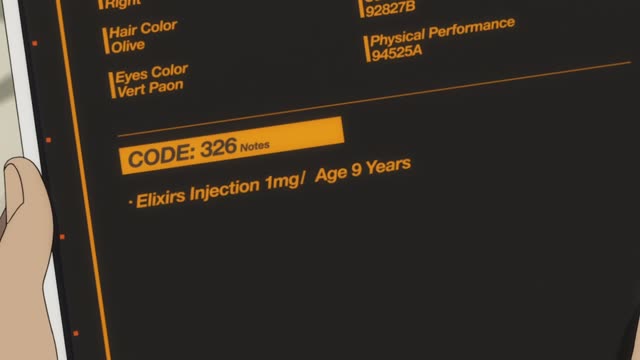 Right
Hair Color
Olive
Eyes Color
Vert Paon
92827B
Physical Performance
94525A
CODE: 326 Notes
·Elixirs Injection 1mg/ Age 9 Years